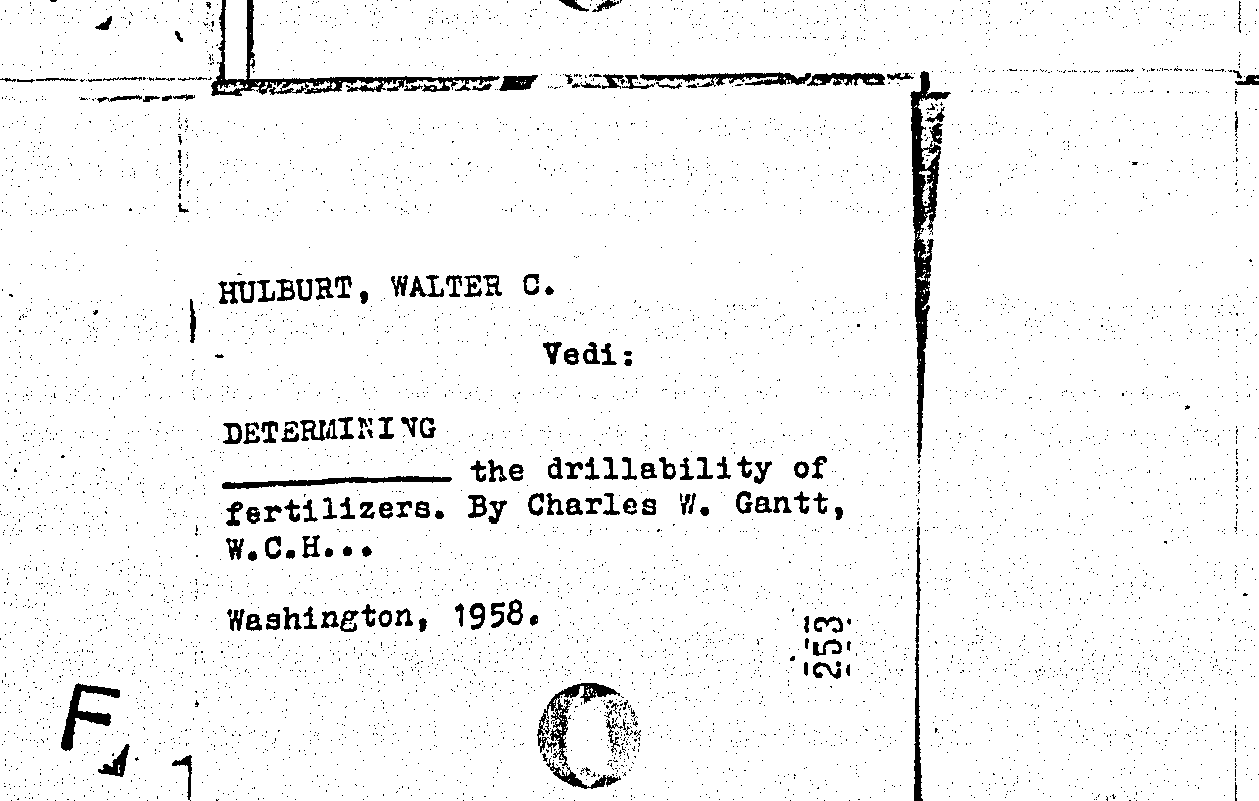 HULBURT, WALTER C.
Vedi:
DETERMINING
the drillability of
fertilizers. By Charles W. Gantt,
W.C.H...
Washington, 1958.
253
F